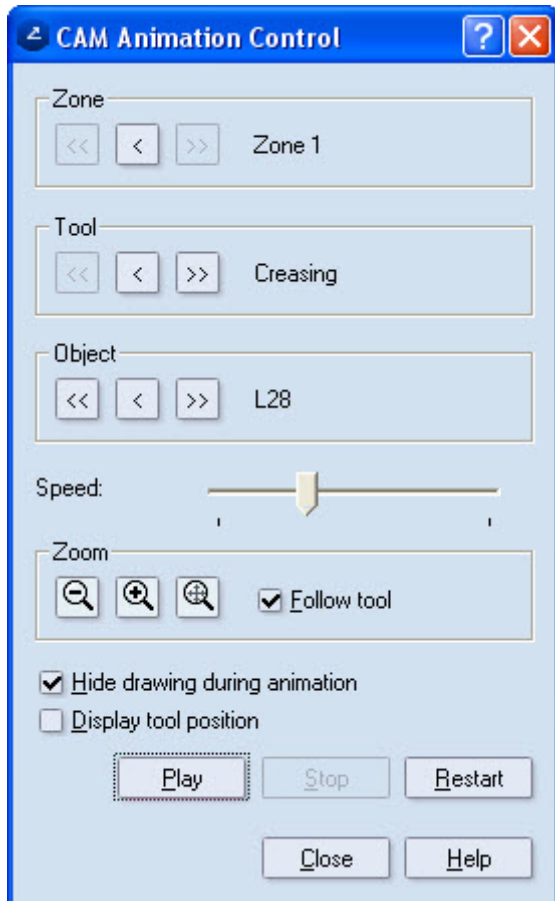 CAM Animation Control ?
Zone
<< < >> Zone 1
Tool
<< < >> Creasing
Object
<< < >> L28
Speed:
Zoom
Follow tool
Hide drawing during animation
Display tool position
Play Stop Restart
Close Help